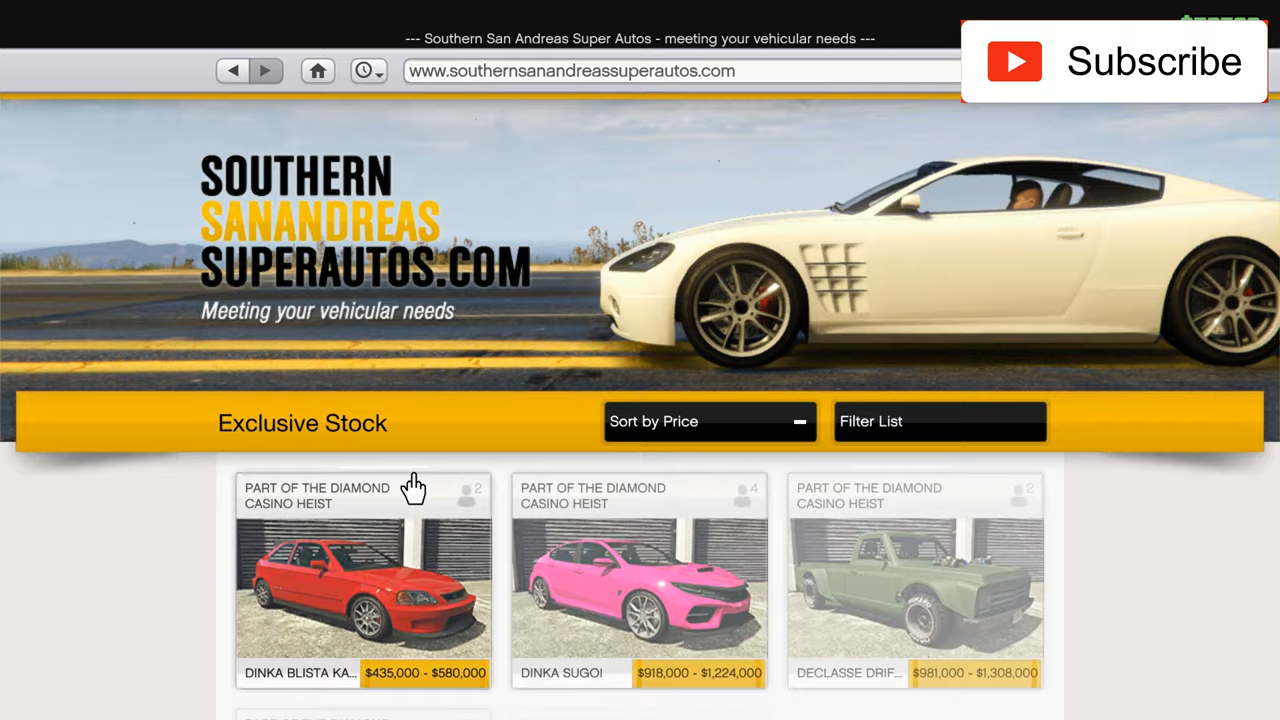 --- Southern San Andreas Super Autos - meeting your vehicular needs ---
www.southernsanandreassuperautos.com
Subscribe
SOUTHERN
SANANDREAS
SUPERAUTOS.COM
Meeting your vehicular needs
Exclusive Stock
Sort by Price
Filter List
PART OF THE DIAMOND
CASINO HEIST
2
PART OF THE DIAMOND
CASINO HEIST
4
PART OF THE DIAMOND
CASINO HEIST
2
DINKA BLISTA KA... $435,000 - $580,000
DINKA SUGOI $918,000 - $1,224,000
DECLASSE DRIF... $981,000 - $1,308,000